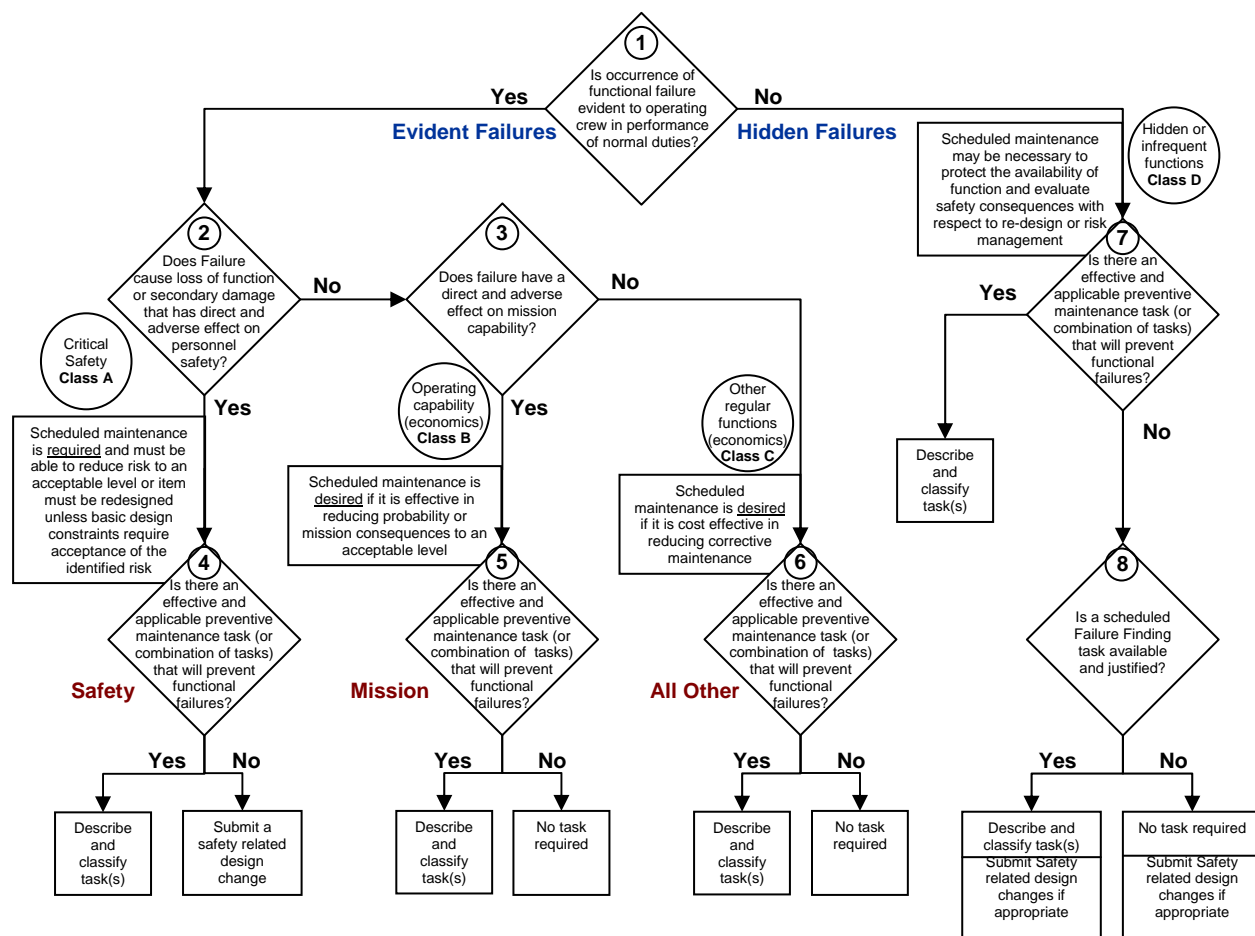 1
Is occurrence of
functional failure
evident to operating
crew in performance
of normal duties?
Yes
No
Evident Failures
Hidden Failures
Scheduled maintenance
may be necessary to
protect the availability of
function and evaluate
safety consequences with
respect to re-design or risk
management
Hidden or
infrequent
functions
Class D
2
Does Failure
cause loss of function
or secondary damage
that has direct and
adverse effect on
personnel
safety?
No
3
Does failure have a
direct and adverse
effect on mission
capability?
No
7
Is there an
effective and
applicable preventive
maintenance task (or
combination of tasks)
that will prevent
functional
failures?
Yes
No
Describe
and
classify
task(s)
Critical
Safety
Class A
Yes
Scheduled maintenance
is required and must be
able to reduce risk to an
acceptable level or item
must be redesigned
unless basic design
constraints require
acceptance of the
identified risk
Operating
capability
(economics)
Class B
Yes
Scheduled maintenance is
desired if it is effective in
reducing probability or
mission consequences to
an acceptable level
Other
regular
functions
(economics)
Class C
Scheduled
maintenance is desired
if it is cost effective in
reducing corrective
maintenance
4
Is there an
effective and
applicable preventive
maintenance task (or
combination of tasks)
that will prevent
functional
failures?
Safety
5
Is there an
effective and
applicable preventive
maintenance task (or
combination of tasks)
that will prevent
functional
failures?
Mission
6
Is there an
effective and
applicable preventive
maintenance task (or
combination of tasks)
that will prevent
functional
failures?
All Other
8
Is a scheduled
Failure Finding
task available
and justified?
Yes
No
Yes
No
Yes
No
Yes
No
Describe
and
classify
task(s)
Submit a
safety related
design
change
Describe
and
classify
task(s)
No task
required
Describe
and
classify
task(s)
No task
required
Describe and
classify task(s)
Submit Safety
related design
changes if
appropriate
No task required
Submit Safety
related design
changes if
appropriate